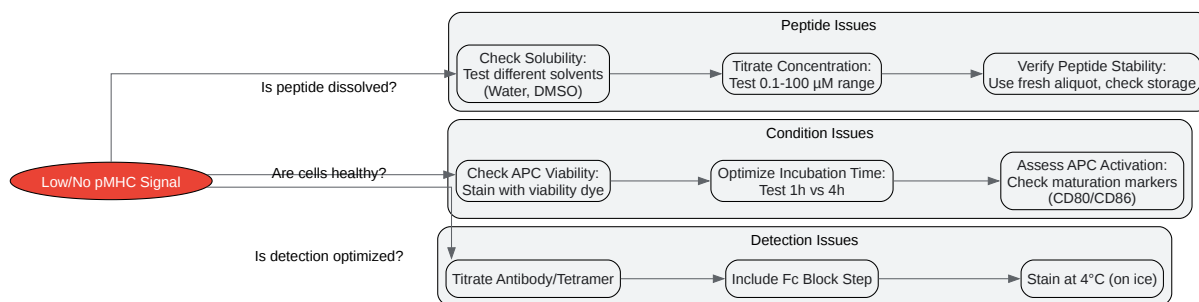 Peptide Issues
Check Solubility:
Test different solvents
(Water, DMSO)
Titrate Concentration:
Test 0.1-100 µM range
Verify Peptide Stability:
Use fresh aliquot, check storage
Is peptide dissolved?
Condition Issues
Low/No pMHC Signal
Are cells healthy?
Check APC Viability:
Stain with viability dye
Optimize Incubation Time:
Test 1h vs 4h
Assess APC Activation:
Check maturation markers
(CD80/CD86)
Is detection optimized?
Detection Issues
Titrate Antibody/Tetramer
Include Fc Block Step
Stain at 4°C (on ice)